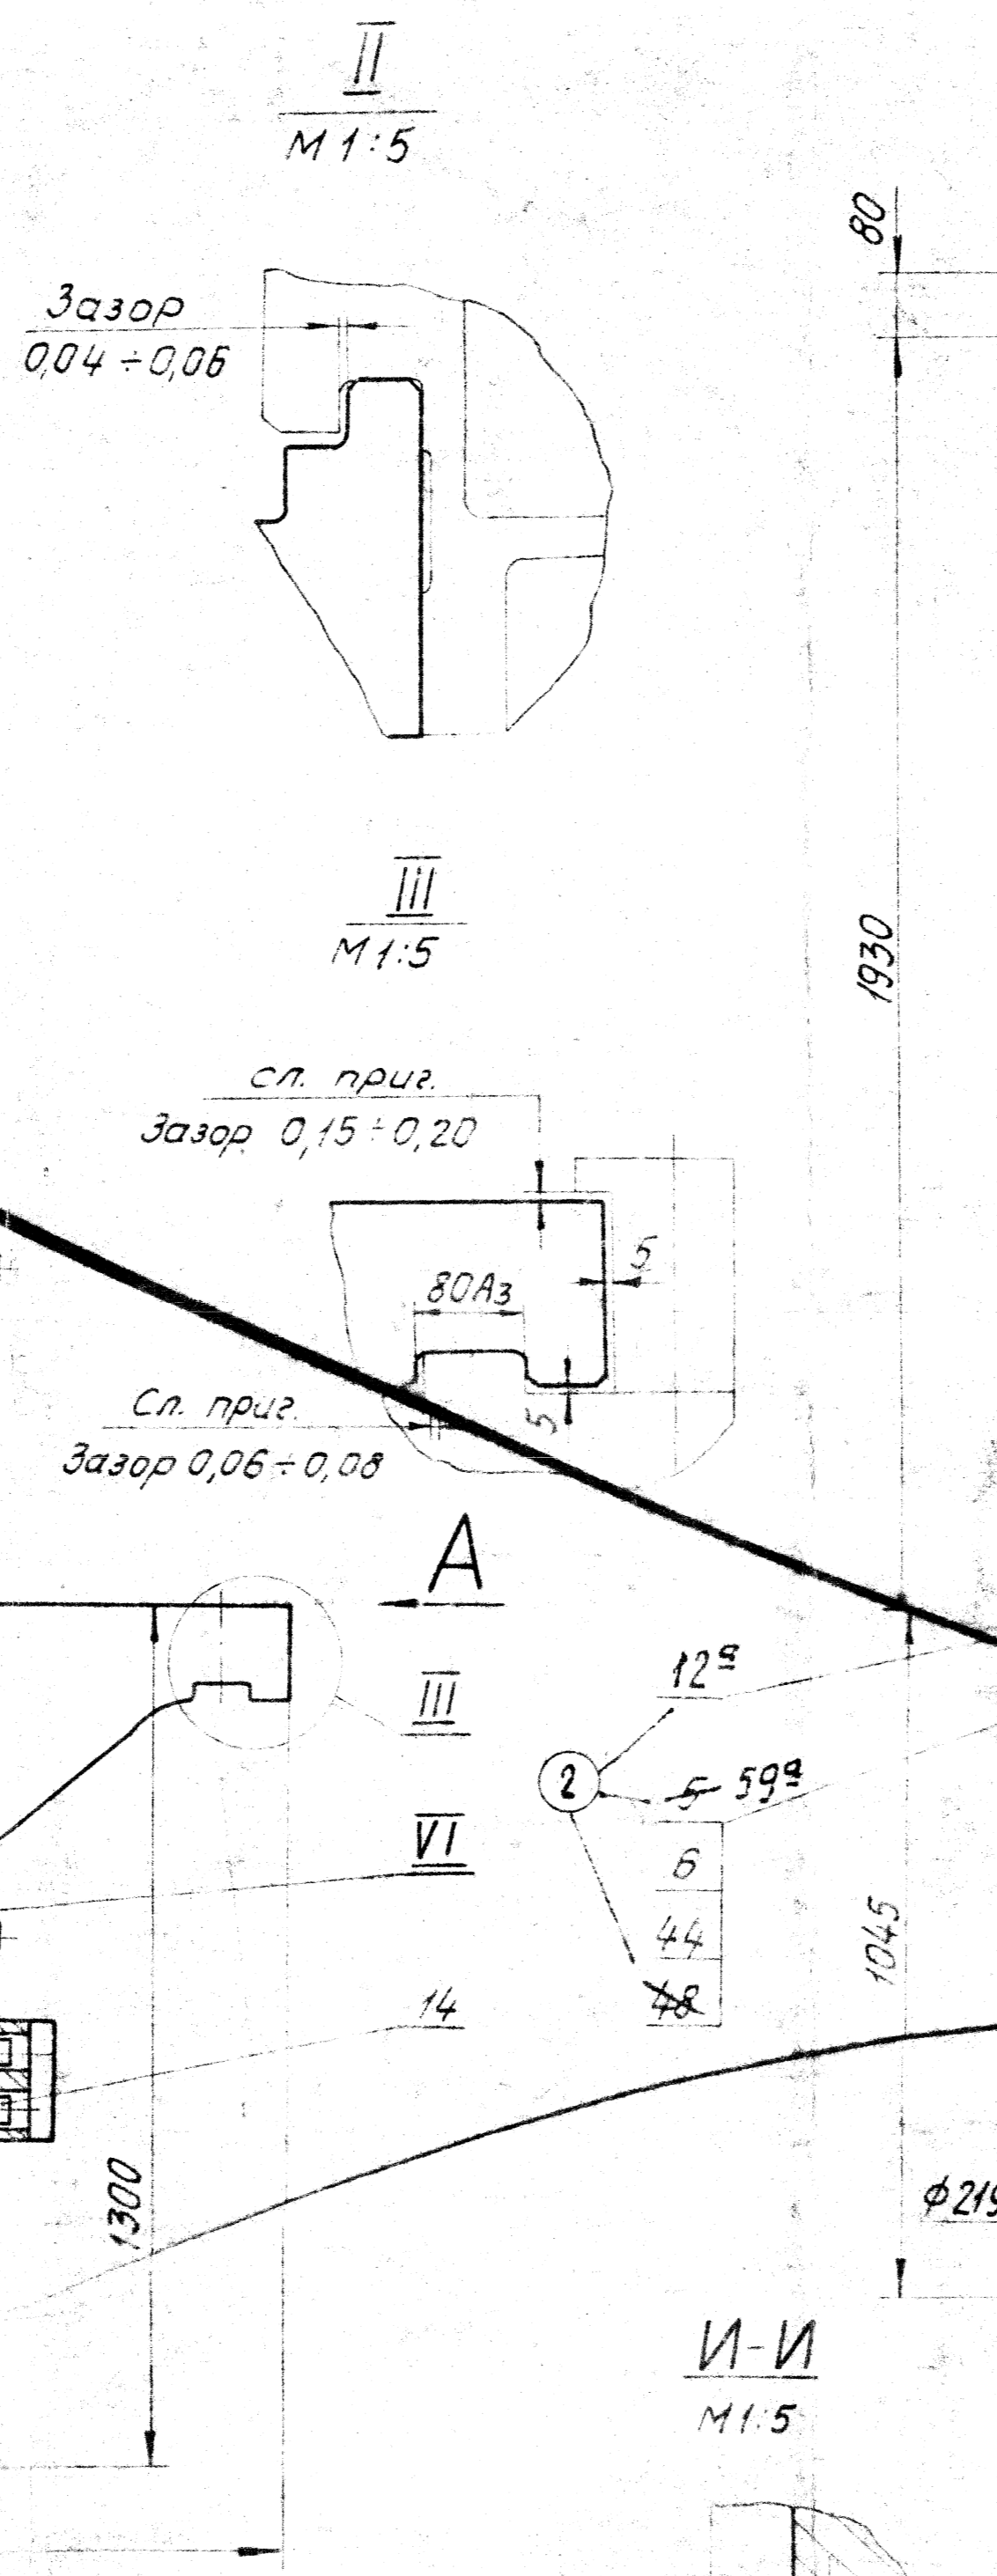 II
М 1:5
80
Зазор
0,04 ÷ 0,06
III
М 1:5
1930
сл. приг.
Зазор 0,15 ÷ 0,20
5
80А3
5
Сл. приг.
Зазор 0,06 ÷ 0,08
А
12а
III
2
5 59а
VI
6
44
1045
48
14
1300
ф219
И-И
М 1:5